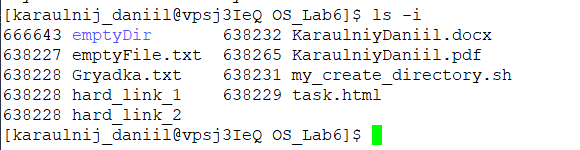 [karaulnij_daniil@vpsj3IeQ OS_Lab6]$ ls -i
666643 emptyDir       638232 KaraulniyDaniil.docx
638227 emptyFile.txt  638265 KaraulniyDaniil.pdf
638228 Gryadka.txt    638231 my_create_directory.sh
638228 hard_link_1    638229 task.html
638228 hard_link_2
[karaulnij_daniil@vpsj3IeQ OS_Lab6]$